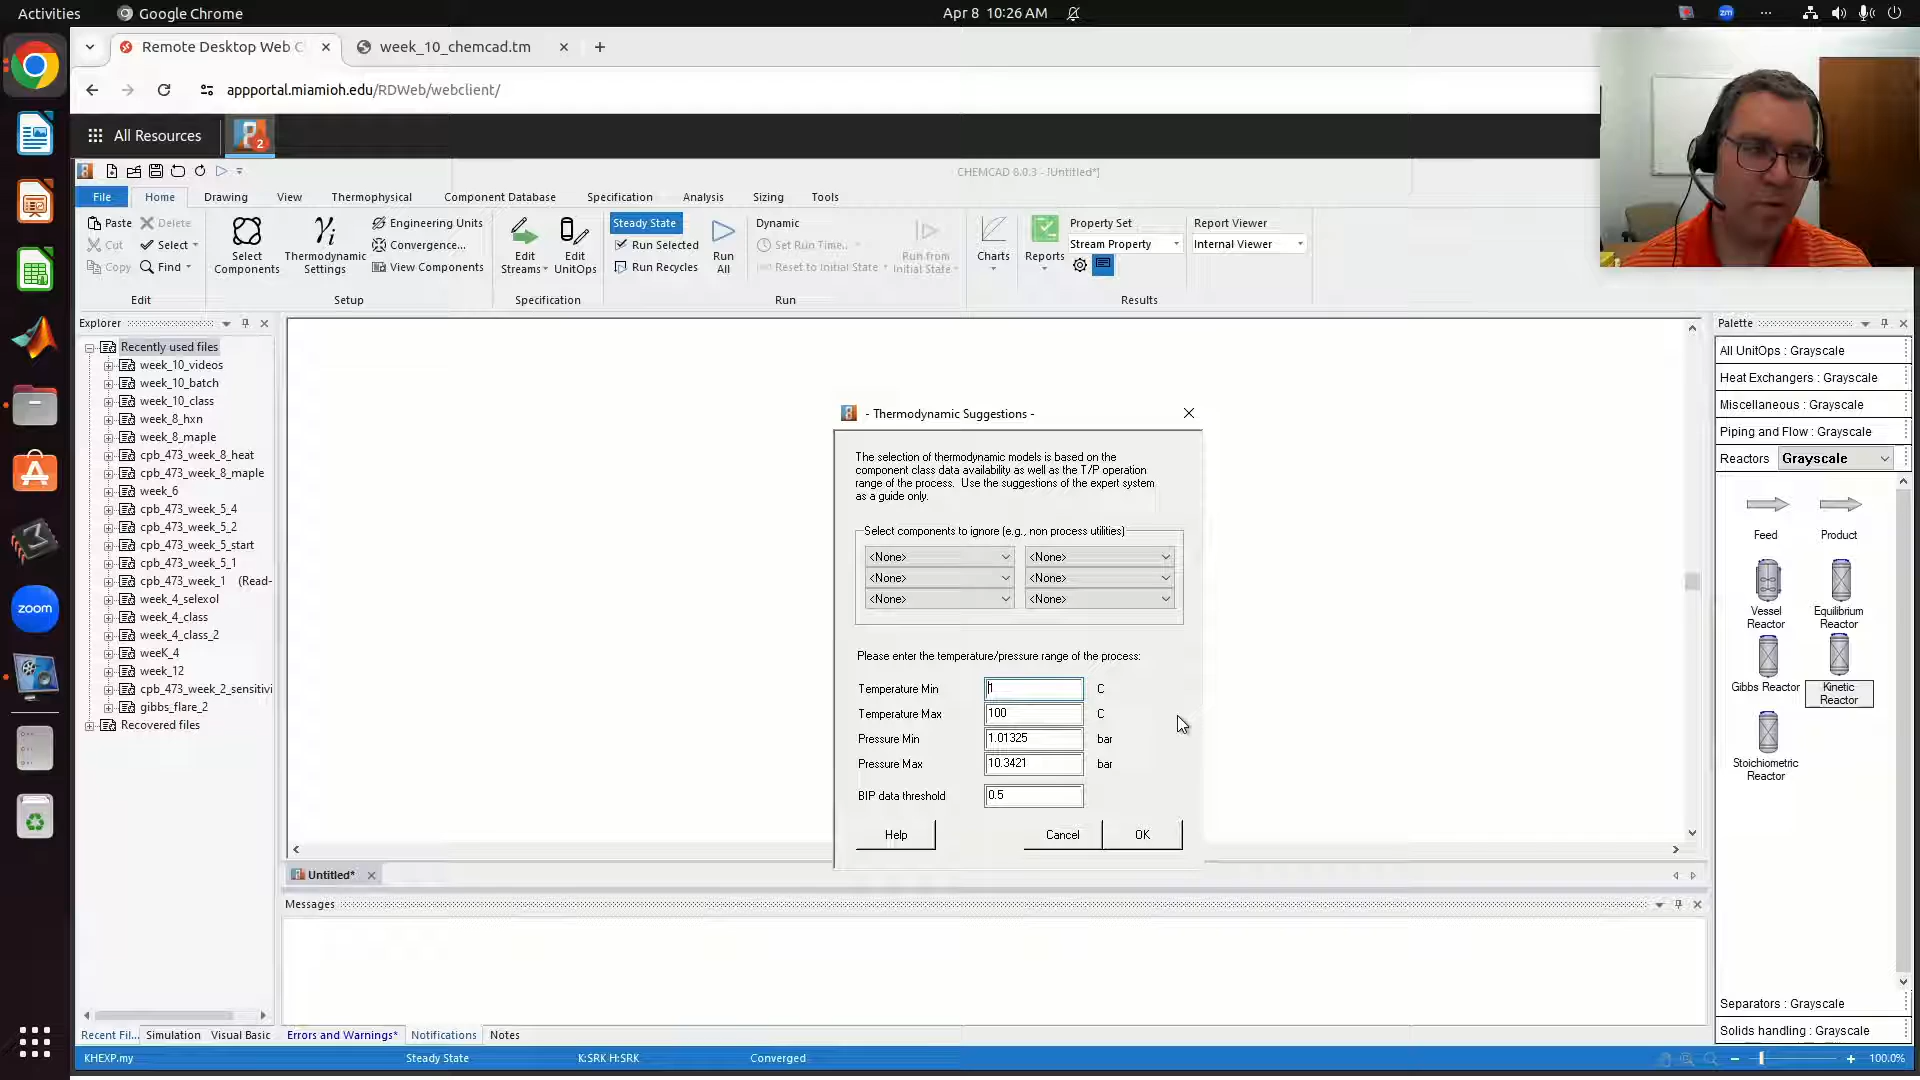 Activities
Google Chrome
Apr 8 10:26 AM
zm
Remote Desktop Web C
week_10_chemcad.tm
appportal.miamioh.edu/RDWeb/webclient/
All Resources
2
CHEMCAD 8.0.3 - [Untitled*]
File Home Drawing View Thermophysical Component Database Specification Analysis Sizing Tools
Paste Delete
Cut Select
Copy Find
Edit
Select Components
Thermodynamic Settings
Engineering Units
Convergence...
View Components
Setup
Edit Streams
Edit UnitOps
Specification
Steady State
Run Selected
Run Recycles
Run All
Dynamic
Set Run Time...
Reset to Initial State
Run from Initial State
Run
Charts
Reports
Property Set
Stream Property
Report Viewer
Internal Viewer
Results
Explorer
Recently used files
week_10_videos
week_10_batch
week_10_class
week_8_hxn
week_8_maple
cpb_473_week_8_heat
cpb_473_week_8_maple
week_6
cpb_473_week_5_4
cpb_473_week_5_2
cpb_473_week_5_start
cpb_473_week_5_1
cpb_473_week_1 (Read-
week_4_selexol
week_4_class
week_4_class_2
weeK_4
week_12
cpb_473_week_2_sensitivi
gibbs_flare_2
Recovered files
Recent Fil... Simulation Visual Basic
- Thermodynamic Suggestions -
The selection of thermodynamic models is based on the
component class data availability as well as the T/P operation
range of the process. Use the suggestions of the expert system
as a guide only.
Select components to ignore (e.g., non process utilities)
<None> <None>
<None> <None>
<None> <None>
Please enter the temperature/pressure range of the process:
Temperature Min 1 C
Temperature Max 100 C
Pressure Min 1.01325 bar
Pressure Max 10.3421 bar
BIP data threshold 0.5
Help Cancel OK
Untitled*
Messages
Errors and Warnings* Notifications Notes
Palette
All UnitOps : Grayscale
Heat Exchangers : Grayscale
Miscellaneous : Grayscale
Piping and Flow : Grayscale
Reactors Grayscale
Feed Product
Vessel Reactor
Equilibrium Reactor
Gibbs Reactor
Kinetic Reactor
Stoichiometric Reactor
Separators : Grayscale
Solids handling : Grayscale
zoom
KHEXP.my Steady State K:SRK H:SRK Converged 100.0%